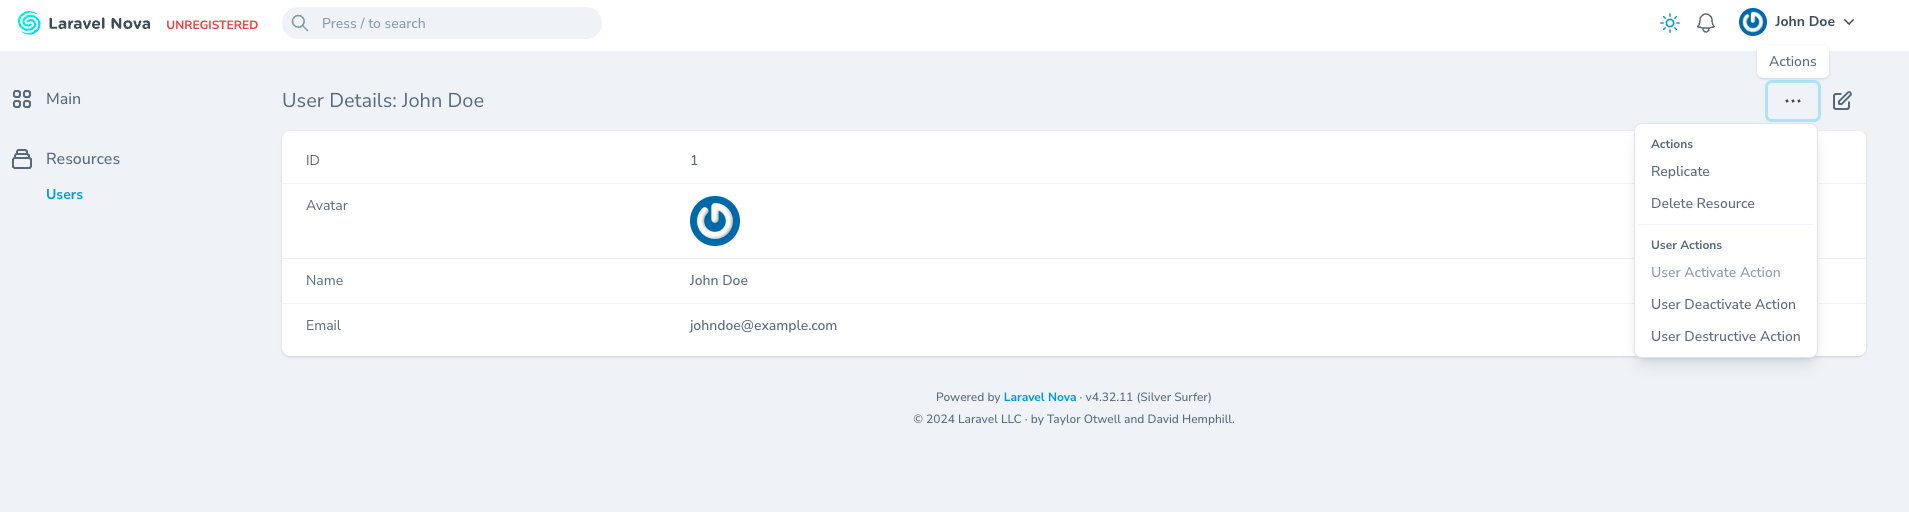 Laravel Nova UNREGISTERED Press / to search John Doe
Actions
Main
User Details: John Doe
Resources
Users
ID 1
Avatar
Name John Doe
Email johndoe@example.com
Actions
Replicate
Delete Resource
User Actions
User Activate Action
User Deactivate Action
User Destructive Action
Powered by Laravel Nova · v4.32.11 (Silver Surfer)
© 2024 Laravel LLC · by Taylor Otwell and David Hemphill.